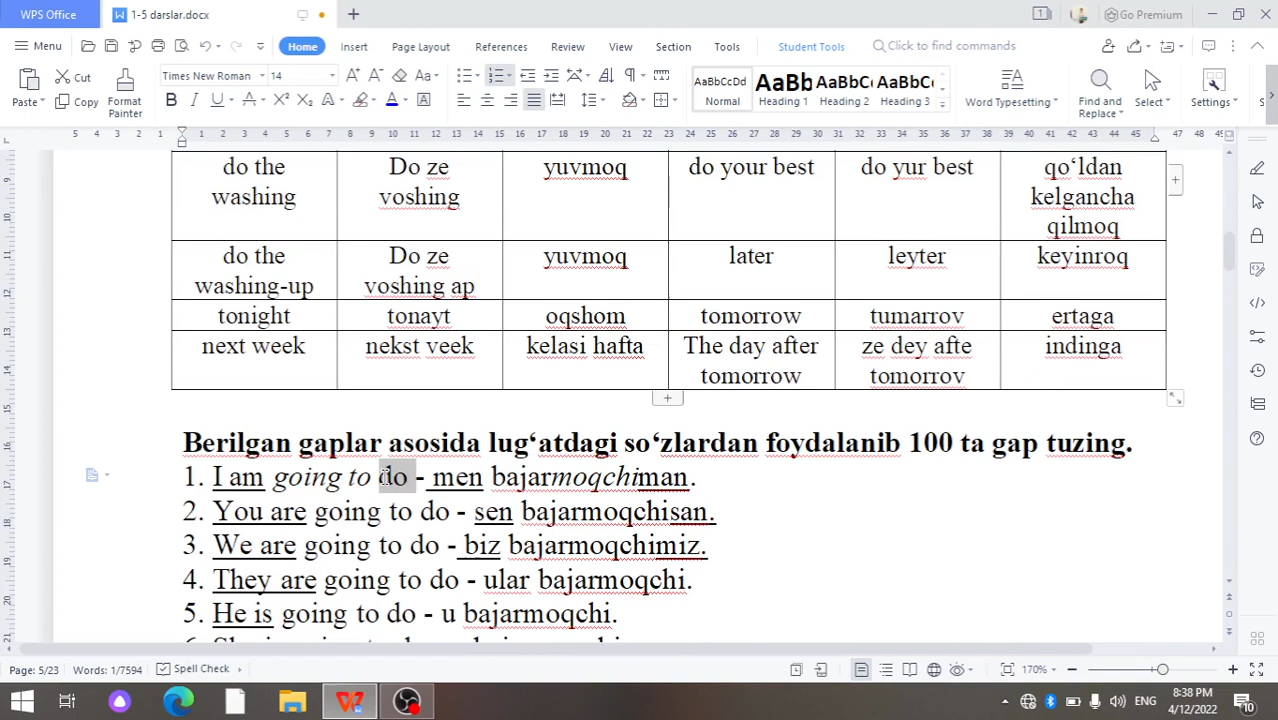 WPS Office
1-5 darslar.docx
Go Premium
Menu
Home
Insert
Page Layout
References
Review
View
Section
Tools
Student Tools
Click to find commands
Paste
Cut
Copy
Format Painter
Times New Roman
14
AaBbCcDd
Normal
AaBb
Heading 1
AaBbC
Heading 2
AaBbC
Heading 3
Word Typesetting
Find and Replace
Select
Settings
do the washing
Do ze voshing
yuvmoq
do your best
do yur best
qo‘ldan kelgancha qilmoq
do the washing-up
Do ze voshing ap
yuvmoq
later
leyter
keyinroq
tonight
tonayt
oqshom
tomorrow
tumarrov
ertaga
next week
nekst veek
kelasi hafta
The day after tomorrow
ze dey afte tomorrov
indinga
Berilgan gaplar asosida lug‘atdagi so‘zlardan foydalanib 100 ta gap tuzing.
1. I am going to do - men bajarmoqchiman.
2. You are going to do - sen bajarmoqchisan.
3. We are going to do - biz bajarmoqchimiz.
4. They are going to do - ular bajarmoqchi.
5. He is going to do - u bajarmoqchi.
Page: 5/23
Words: 1/7594
Spell Check
170%
ENG
8:38 PM
4/12/2022
10